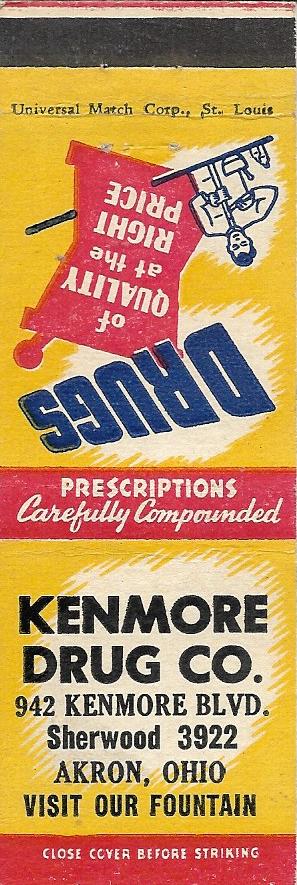 Universal Match Corp., St. Louis
DRUGS
of
QUALITY
at the
RIGHT
PRICE
PRESCRIPTIONS
Carefully Compounded
KENMORE
DRUG CO.
942 KENMORE BLVD.
Sherwood 3922
AKRON, OHIO
VISIT OUR FOUNTAIN
CLOSE COVER BEFORE STRIKING